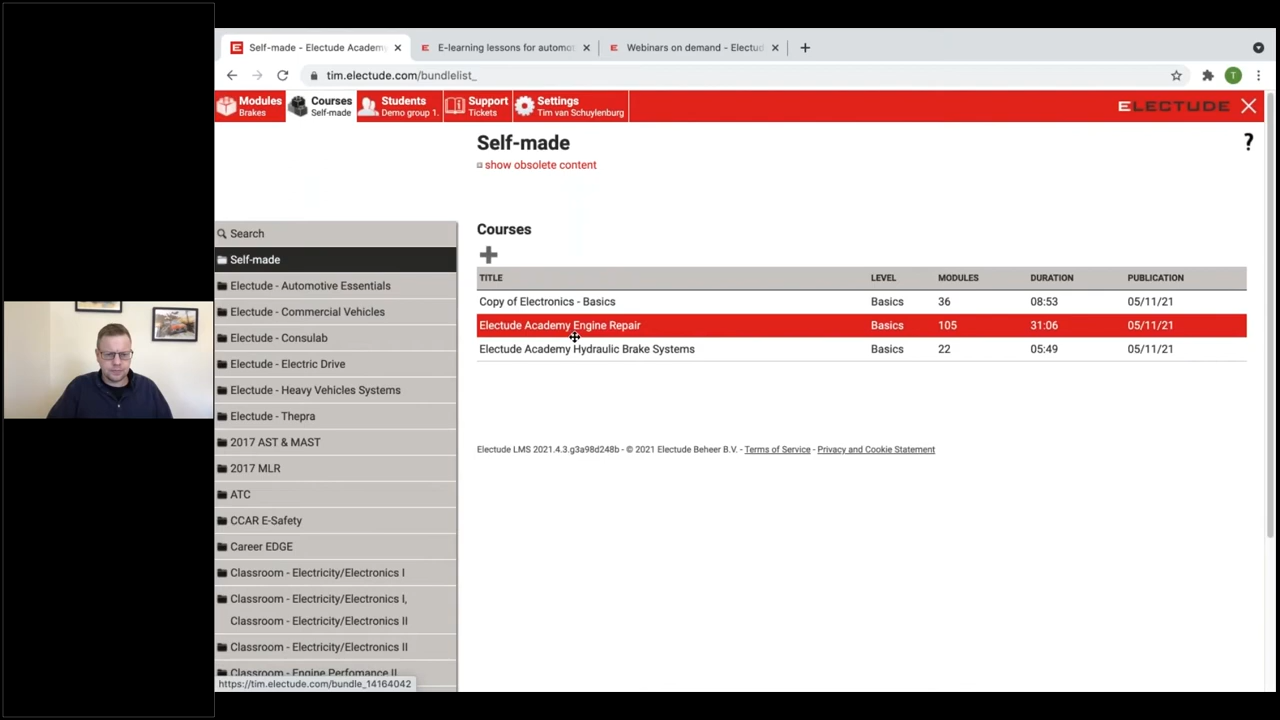 Self-made - Electude Academy
E-learning lessons for automot
Webinars on demand - Electud
tim.electude.com/bundlelist_
T
Modules
Brakes
Courses
Self-made
Students
Demo group 1.
Support
Tickets
Settings
Tim van Schuylenburg
ELECTUDE
Self-made
show obsolete content
?
Search
Self-made
Electude - Automotive Essentials
Electude - Commercial Vehicles
Electude - Consulab
Electude - Electric Drive
Electude - Heavy Vehicles Systems
Electude - Thepra
2017 AST & MAST
2017 MLR
ATC
CCAR E-Safety
Career EDGE
Classroom - Electricity/Electronics I
Classroom - Electricity/Electronics I,
Classroom - Electricity/Electronics II
Classroom - Electricity/Electronics II
Classroom - Engine Perfomance II
https://tim.electude.com/bundle_14164042
Courses
TITLE LEVEL MODULES DURATION PUBLICATION
Copy of Electronics - Basics Basics 36 08:53 05/11/21
Electude Academy Engine Repair Basics 105 31:06 05/11/21
Electude Academy Hydraulic Brake Systems Basics 22 05:49 05/11/21
Electude LMS 2021.4.3.g3a98d248b - © 2021 Electude Beheer B.V. - Terms of Service - Privacy and Cookie Statement